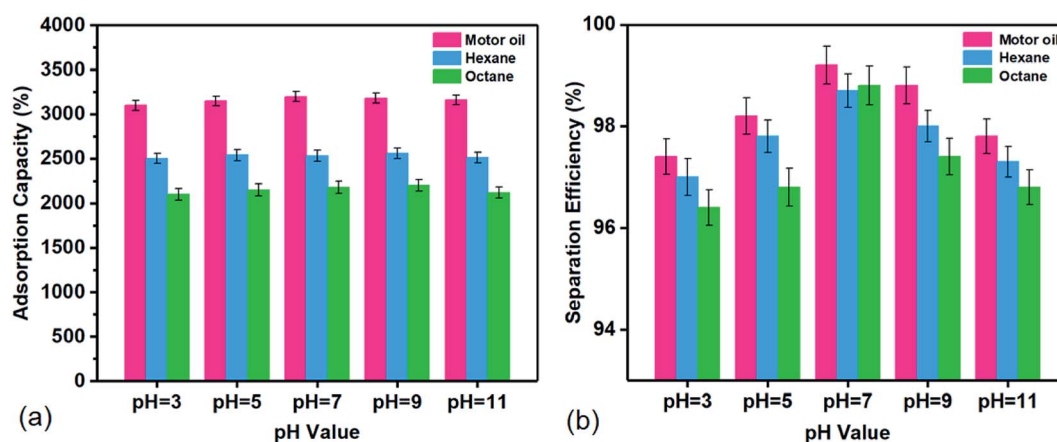 4000
3500
3000
2500
2000
1500
1000
500
0
Adsorption Capacity (%)
Motor oil
Hexane
Octane
pH=3 pH=5 pH=7 pH=9 pH=11
pH Value
(a)
100
98
96
94
Separation Efficiency (%)
Motor oil
Hexane
Octane
pH=3 pH=5 pH=7 pH=9 pH=11
pH Value
(b)